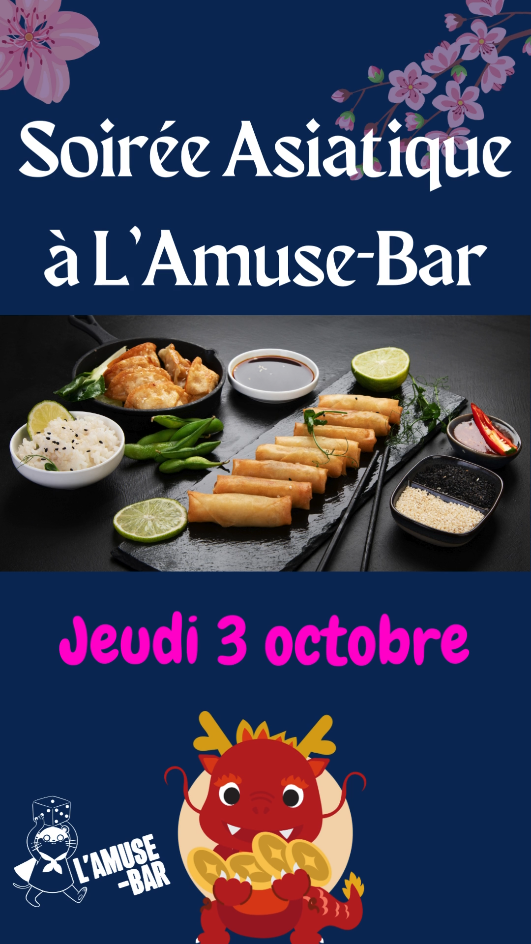 Soirée Asiatique
à L'Amuse-Bar
Jeudi 3 octobre
L'AMUSE
-BAR